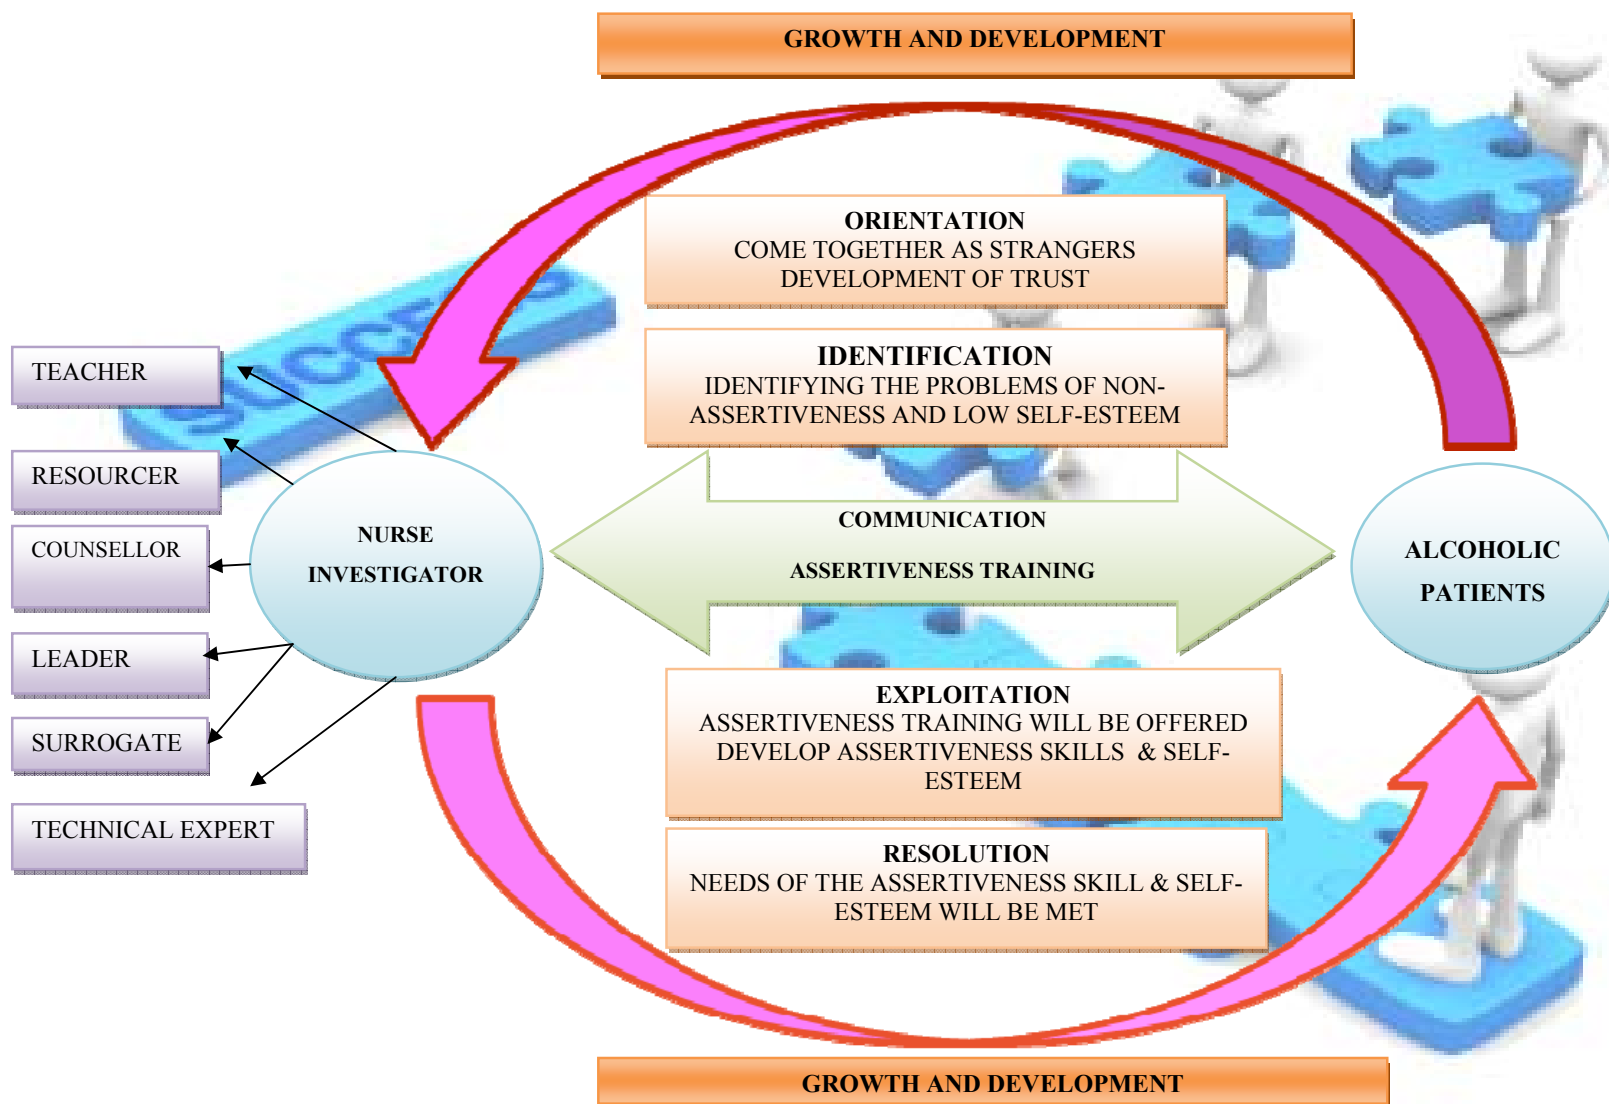 GROWTH AND DEVELOPMENT
ORIENTATION
COME TOGETHER AS STRANGERS
DEVELOPMENT OF TRUST
SUCCESS
IDENTIFICATION
IDENTIFYING THE PROBLEMS OF NON-
ASSERTIVENESS AND LOW SELF-ESTEEM
TEACHER
RESOURCER
COUNSELLOR
LEADER
SURROGATE
TECHNICAL EXPERT
NURSE
INVESTIGATOR
COMMUNICATION
ASSERTIVENESS TRAINING
ALCOHOLIC
PATIENTS
EXPLOITATION
ASSERTIVENESS TRAINING WILL BE OFFERED
DEVELOP ASSERTIVENESS SKILLS & SELF-
ESTEEM
RESOLUTION
NEEDS OF THE ASSERTIVENESS SKILL & SELF-
ESTEEM WILL BE MET
GROWTH AND DEVELOPMENT